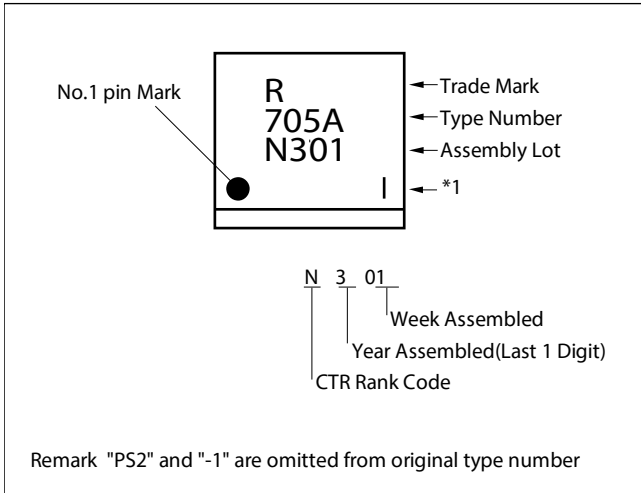 No.1 pin Mark
R
705A
N301
Trade Mark
Type Number
Assembly Lot
*1
N 3 01
Week Assembled
Year Assembled(Last 1 Digit)
CTR Rank Code
Remark "PS2" and "-1" are omitted from original type number